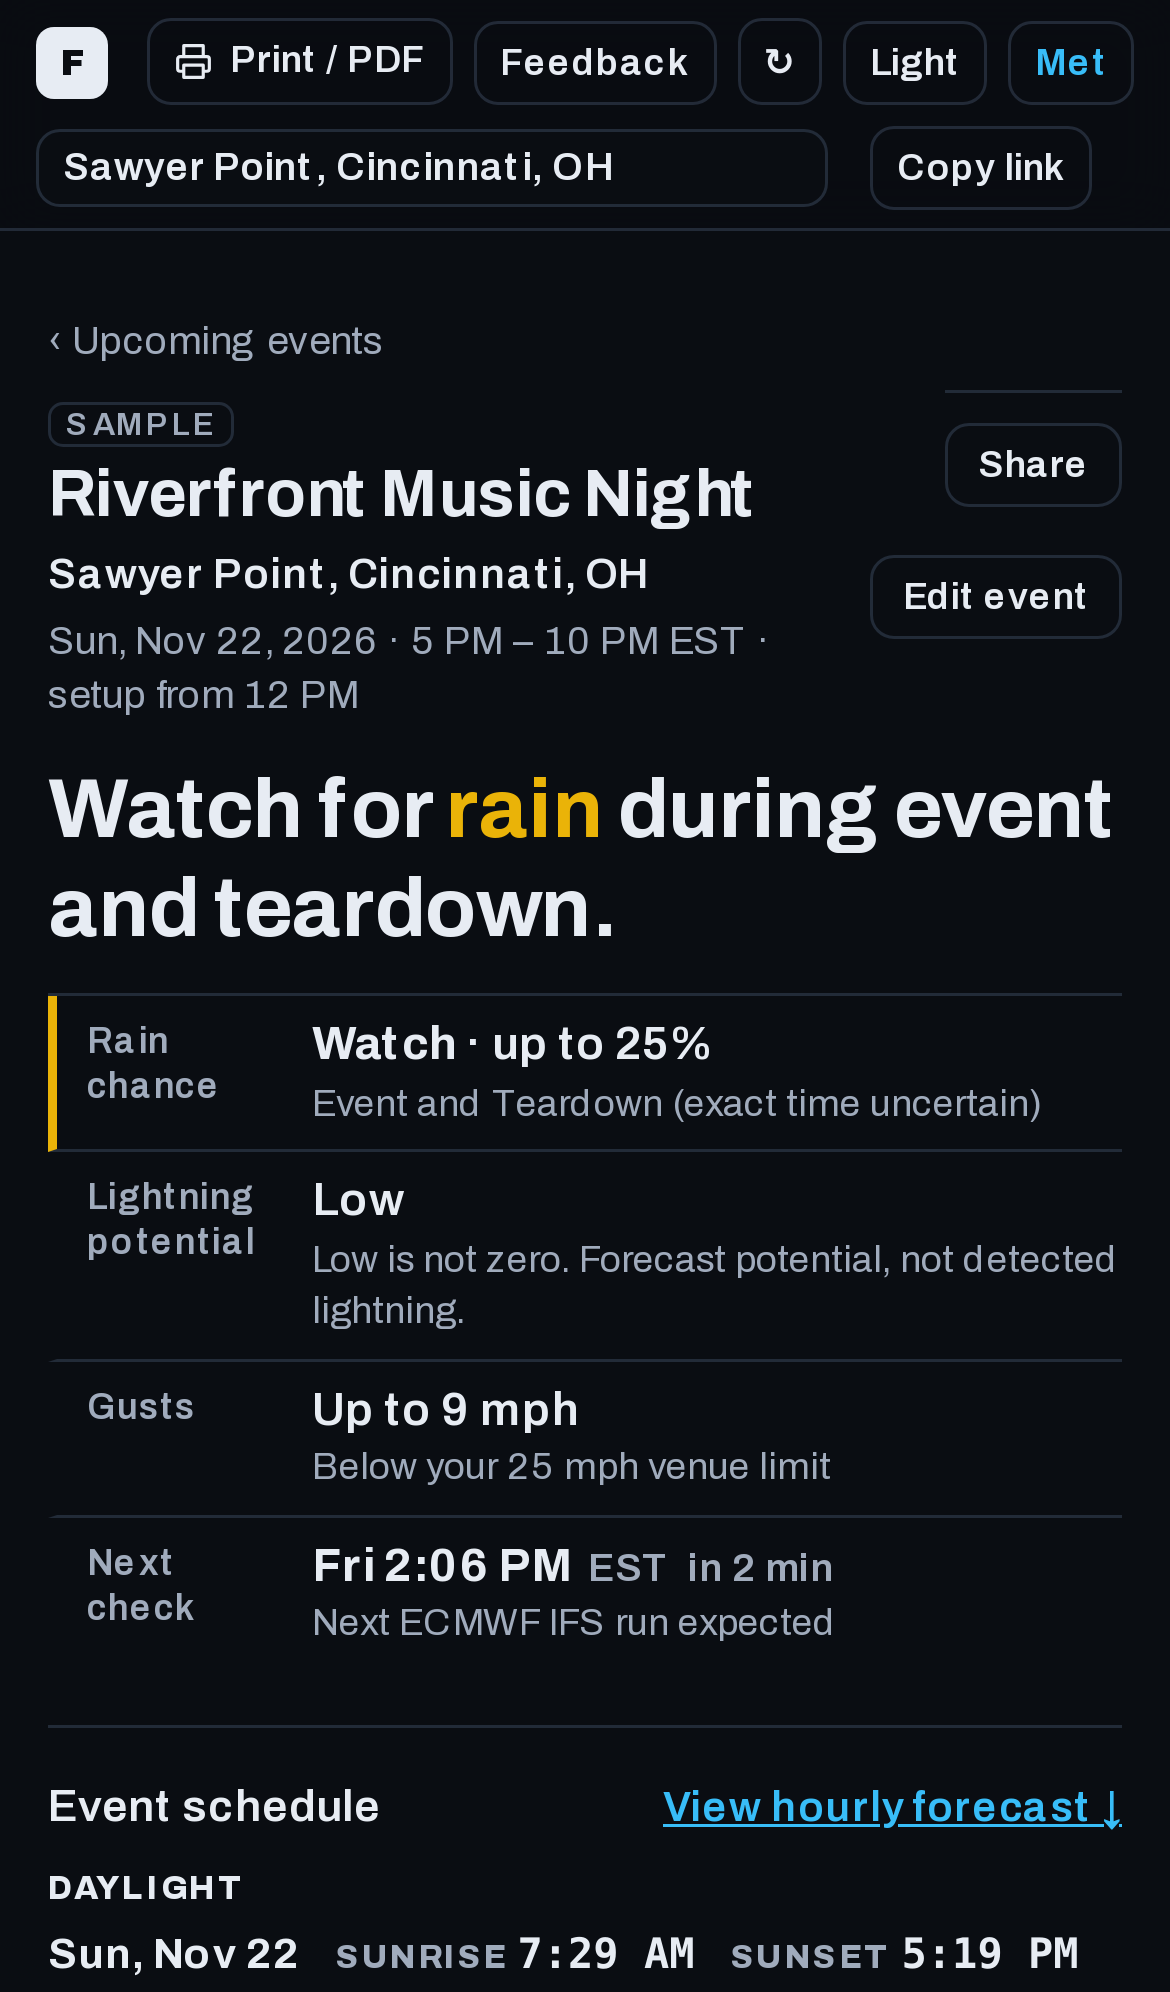 F Print / PDF Feedback ↻ Light Met
Sawyer Point, Cincinnati, OH Copy link
‹ Upcoming events
SAMPLE
Share
Riverfront Music Night
Sawyer Point, Cincinnati, OH
Edit event
Sun, Nov 22, 2026 · 5 PM – 10 PM EST ·
setup from 12 PM
Watch for rain during event
and teardown.
Rain
chance
Watch · up to 25%
Event and Teardown (exact time uncertain)
Lightning
potential
Low
Low is not zero. Forecast potential, not detected
lightning.
Gusts
Up to 9 mph
Below your 25 mph venue limit
Next
check
Fri 2:06 PM EST in 2 min
Next ECMWF IFS run expected
Event schedule View hourly forecast ↓
DAYLIGHT
Sun, Nov 22 SUNRISE 7:29 AM SUNSET 5:19 PM